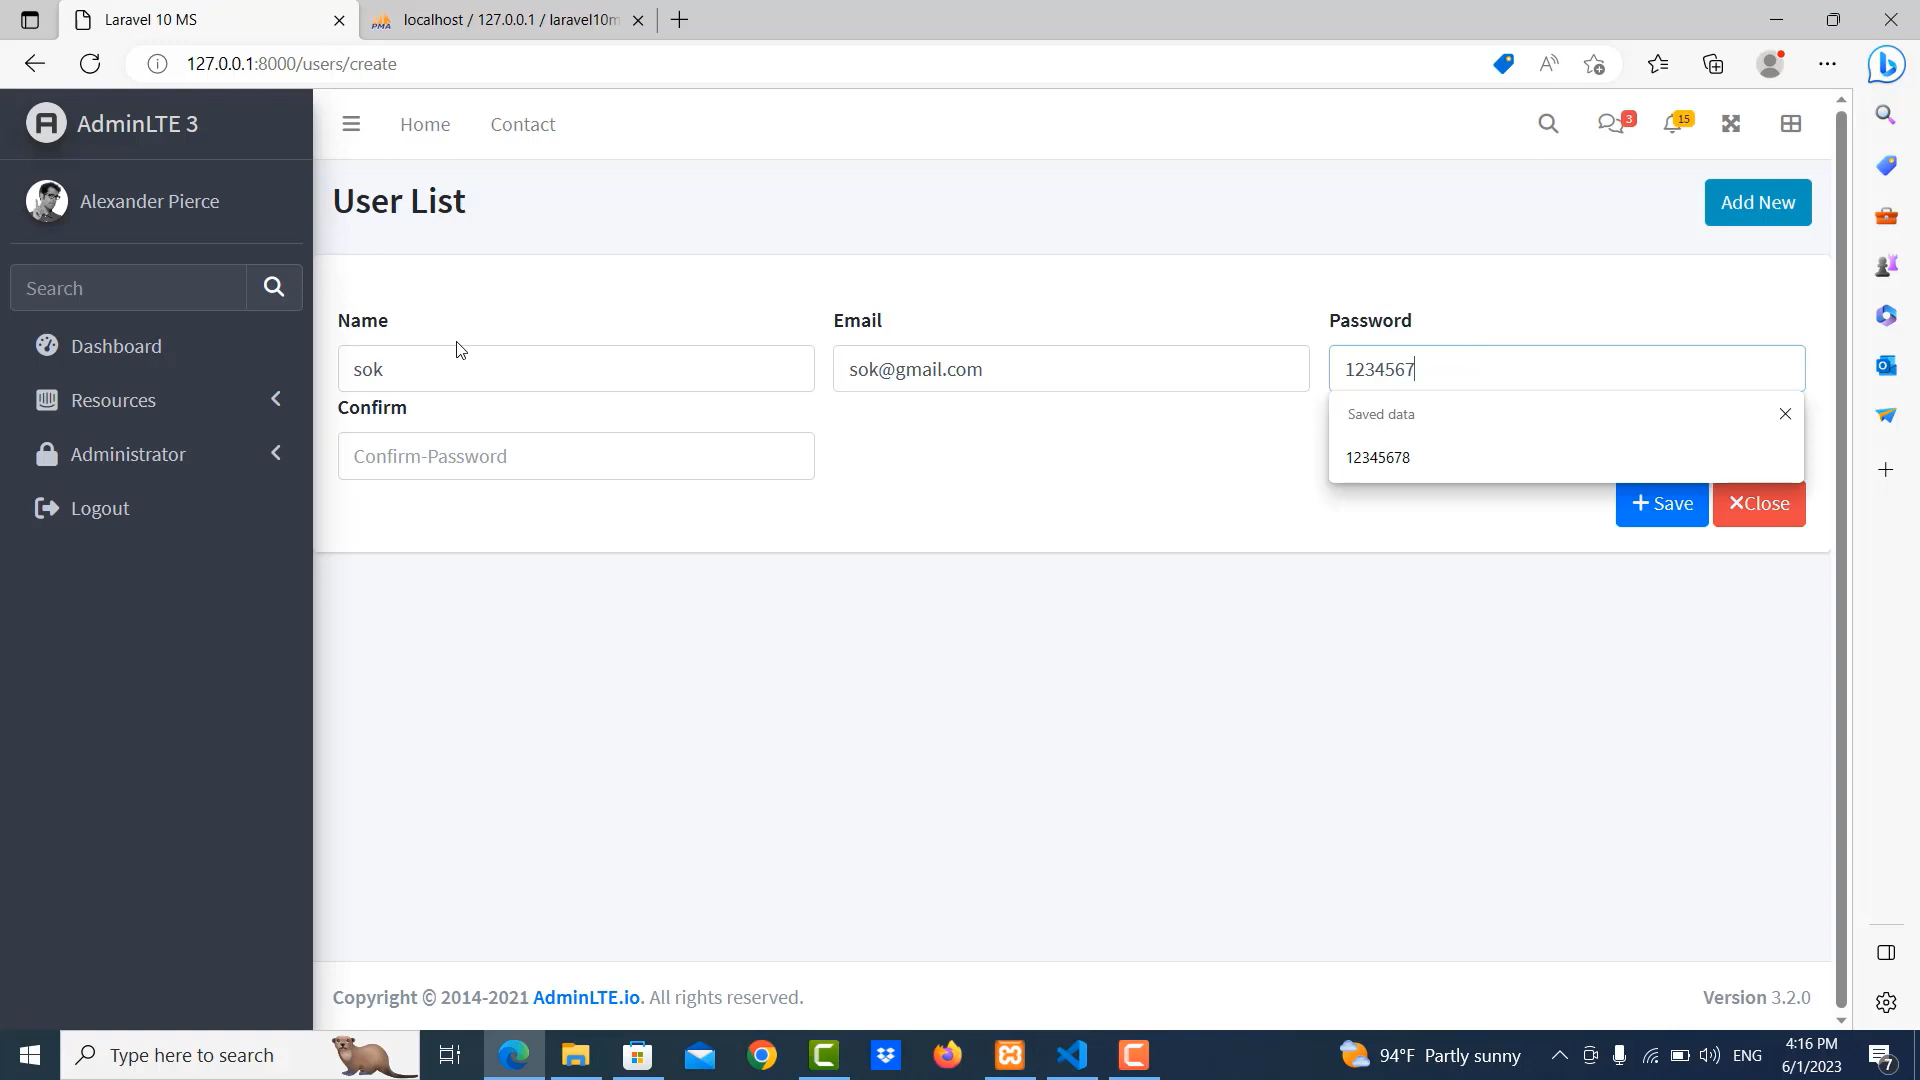 Laravel 10 MS
PMA
localhost / 127.0.0.1 / laravel10m
127.0.0.1:8000/users/create
AdminLTE 3
Home
Contact
3
15
Alexander Pierce
User List
Add New
Search
Dashboard
Resources
Administrator
Logout
Name
Email
Password
sok
sok@gmail.com
1234567
Confirm
Confirm-Password
Saved data
12345678
Save
Close
Copyright © 2014-2021 AdminLTE.io. All rights reserved.
Version 3.2.0
Type here to search
94°F Partly sunny
ENG
4:16 PM
6/1/2023
7